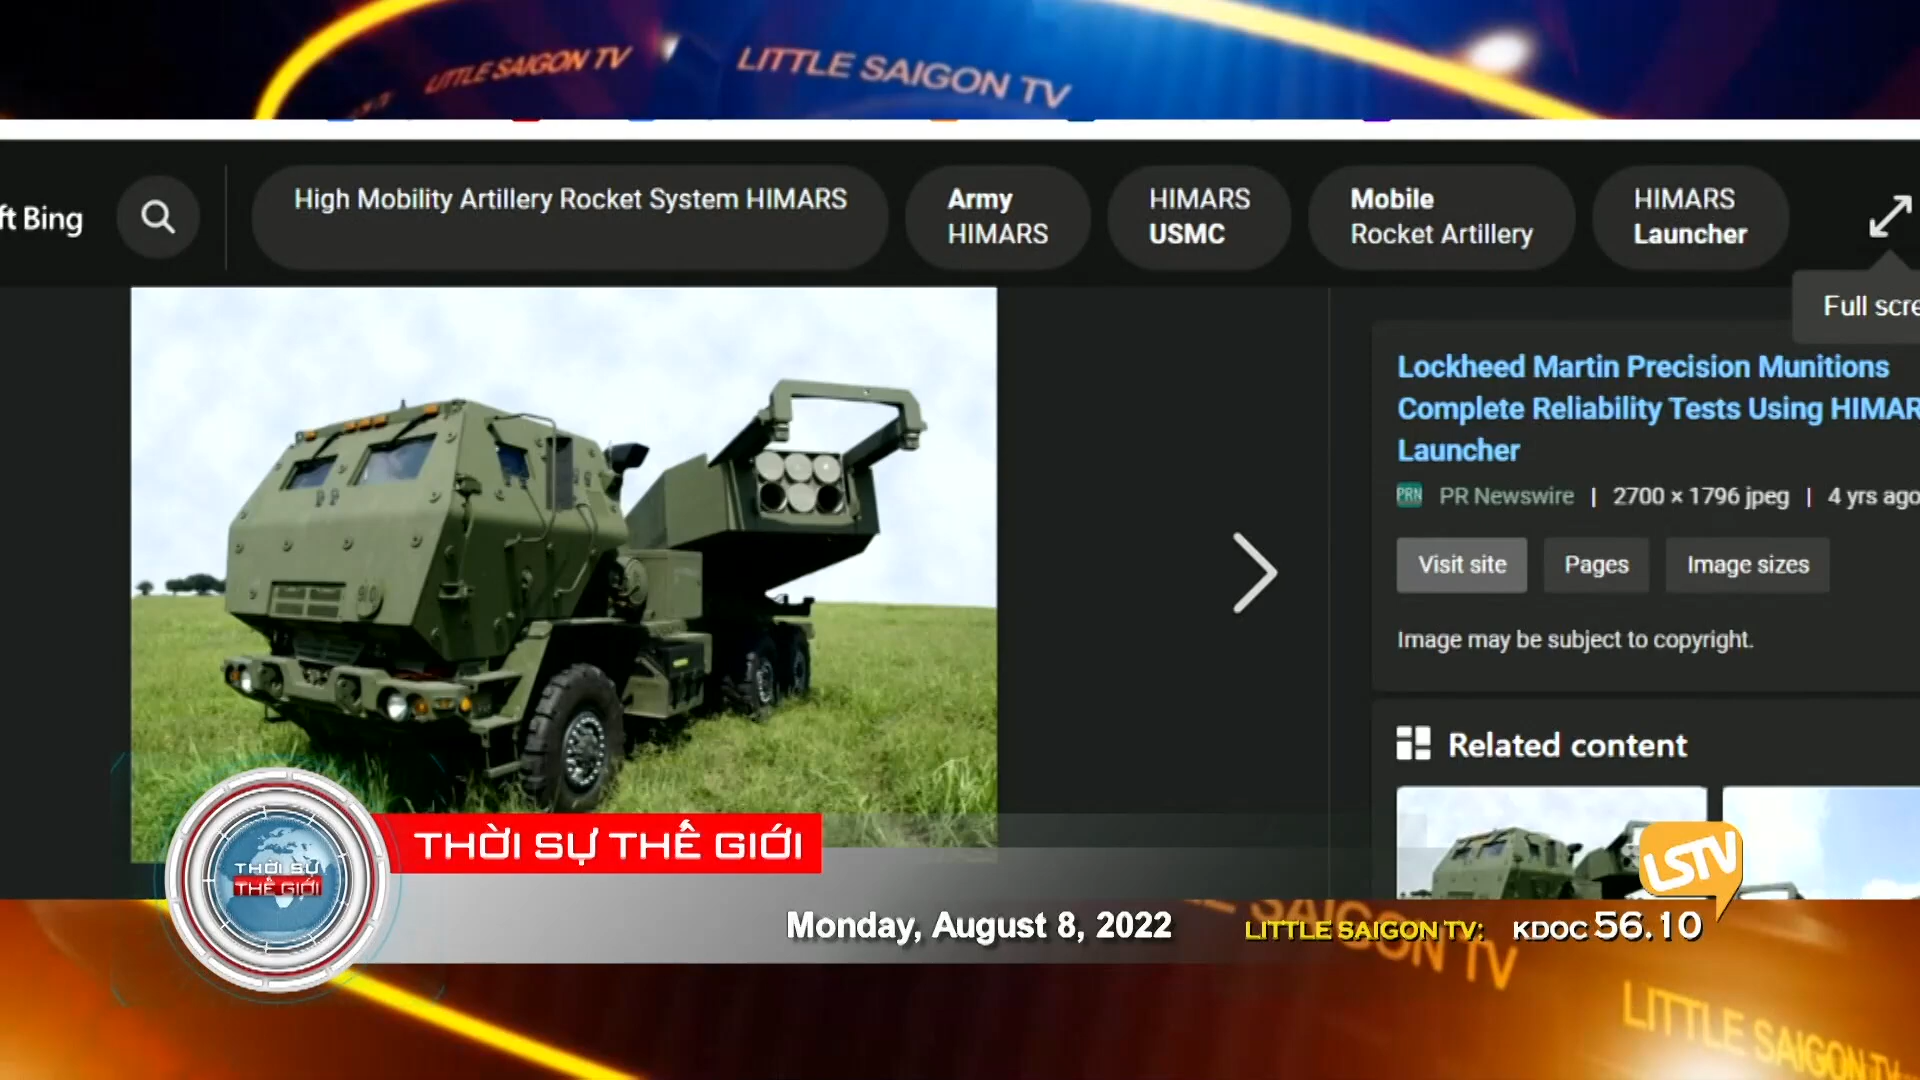 LITTLE SAIGON TV
LITTLE SAIGON TV
ft Bing
High Mobility Artillery Rocket System HIMARS
Army
HIMARS
HIMARS
USMC
Mobile
Rocket Artillery
HIMARS
Launcher
Full scre
Lockheed Martin Precision Munitions
Complete Reliability Tests Using HIMAR
Launcher
PRN PR Newswire | 2700 × 1796 jpeg | 4 yrs ago
Visit site
Pages
Image sizes
Image may be subject to copyright.
Related content
LSTV
THỜI SỰ THẾ GIỚI
THỜI SỰ
THẾ GIỚI
Monday, August 8, 2022
LITTLE SAIGON TV: KDOC 56.10
SAIGON TV
LITTLE SAIGON TV